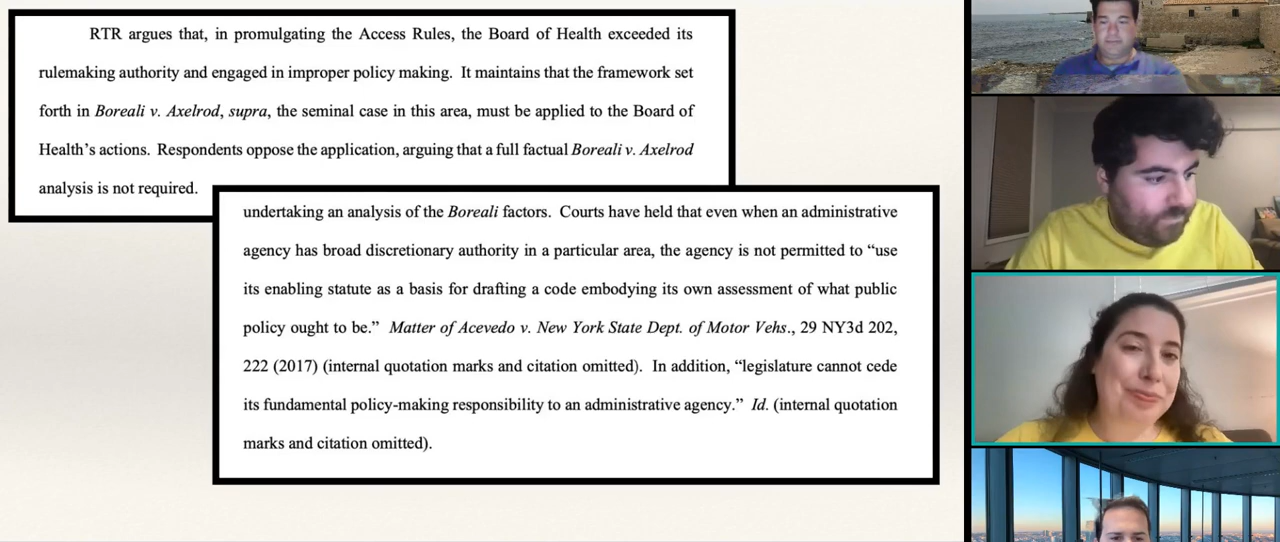 RTR argues that, in promulgating the Access Rules, the Board of Health exceeded its
rulemaking authority and engaged in improper policy making. It maintains that the framework set
forth in Boreali v. Axelrod, supra, the seminal case in this area, must be applied to the Board of
Health’s actions. Respondents oppose the application, arguing that a full factual Boreali v. Axelrod
analysis is not required.
undertaking an analysis of the Boreali factors. Courts have held that even when an administrative
agency has broad discretionary authority in a particular area, the agency is not permitted to “use
its enabling statute as a basis for drafting a code embodying its own assessment of what public
policy ought to be.” Matter of Acevedo v. New York State Dept. of Motor Vehs., 29 NY3d 202,
222 (2017) (internal quotation marks and citation omitted). In addition, “legislature cannot cede
its fundamental policy-making responsibility to an administrative agency.” Id. (internal quotation
marks and citation omitted).